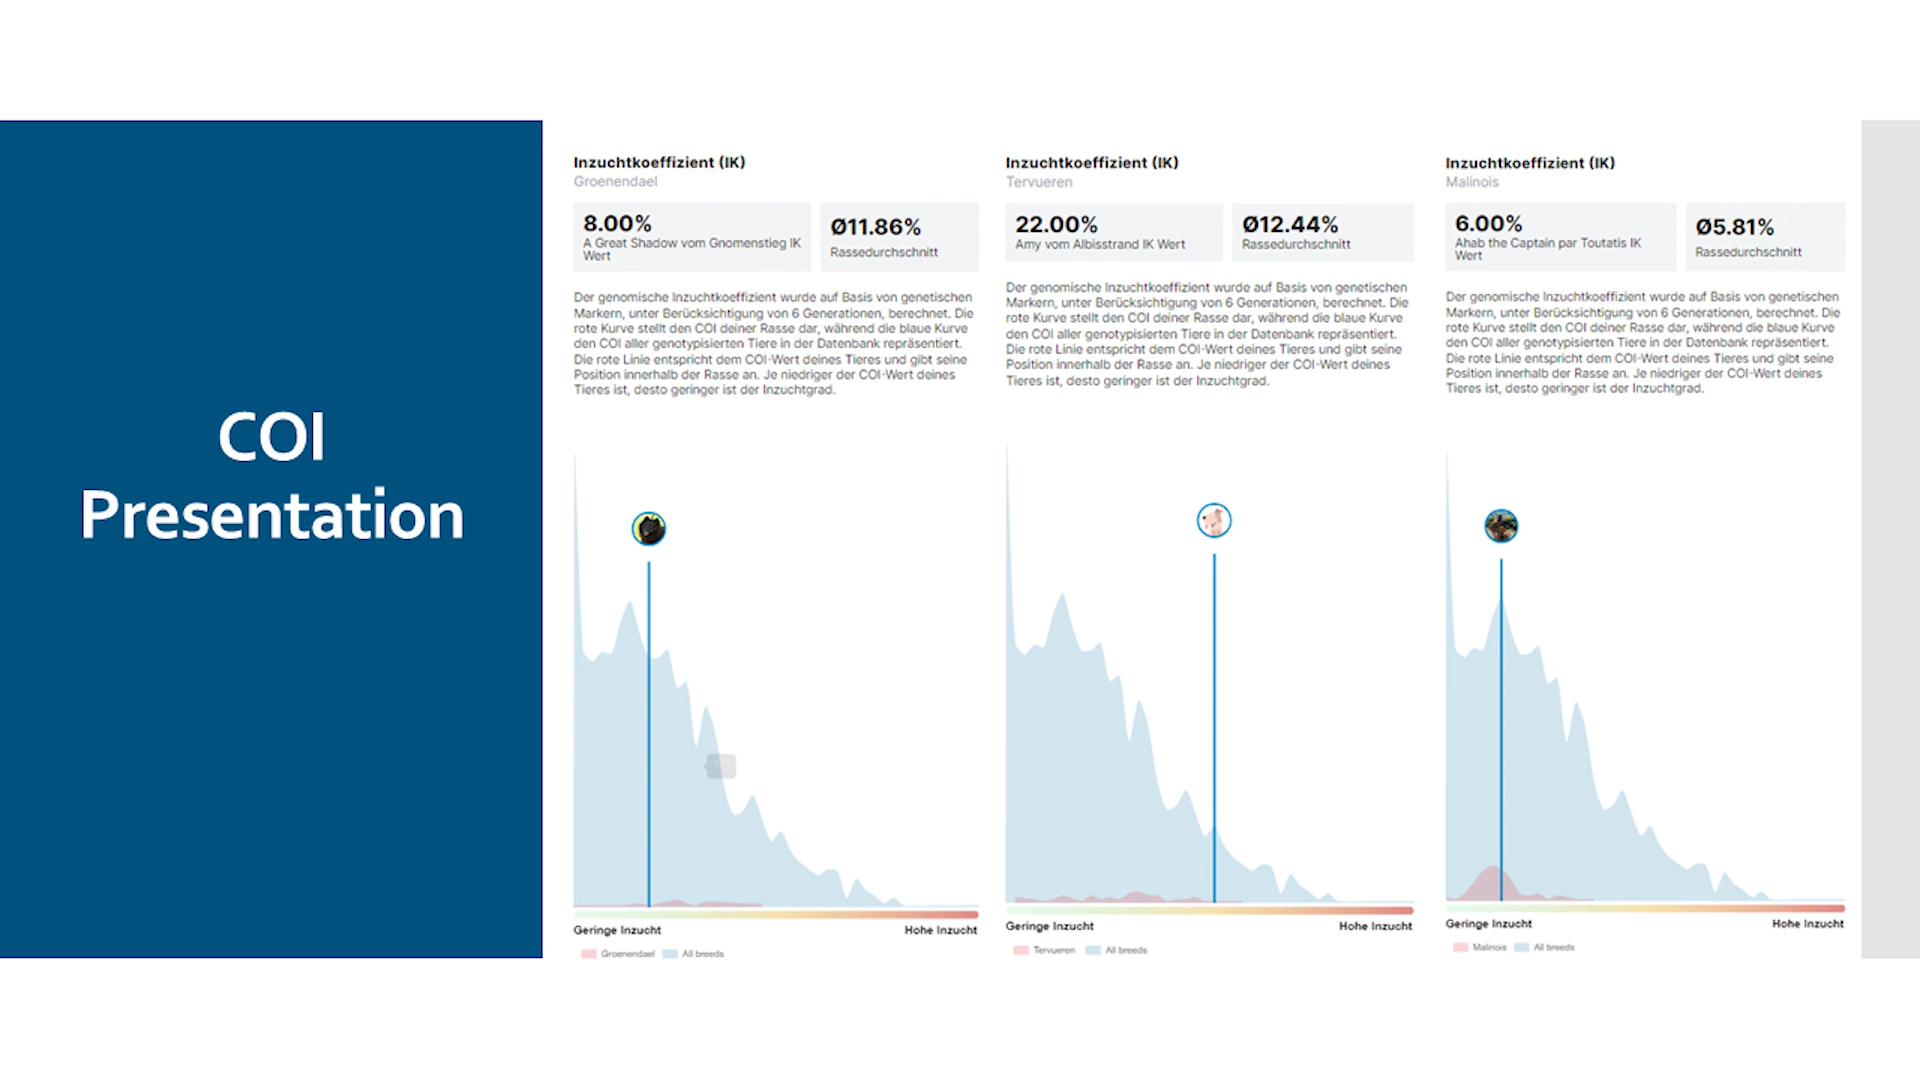 COI
Presentation
Inzuchtkoeffizient (IK)
Groenendael
8.00%
A Great Shadow vom Gnomenstieg IK
Wert
Ø11.86%
Rassedurchschnitt
Der genomische Inzuchtkoeffizient wurde auf Basis von genetischen
Markern, unter Berücksichtigung von 6 Generationen, berechnet. Die
rote Kurve stellt den COI deiner Rasse dar, während die blaue Kurve
den COI aller genotypisierten Tiere in der Datenbank repräsentiert.
Die rote Linie entspricht dem COI-Wert deines Tieres und gibt seine
Position innerhalb der Rasse an. Je niedriger der COI-Wert deines
Tieres ist, desto geringer ist der Inzuchtgrad.
Geringe Inzucht
Hohe Inzucht
Groenendael
All breeds
Inzuchtkoeffizient (IK)
Tervueren
22.00%
Amy vom Albisstrand IK Wert
Ø12.44%
Rassedurchschnitt
Der genomische Inzuchtkoeffizient wurde auf Basis von genetischen
Markern, unter Berücksichtigung von 6 Generationen, berechnet. Die
rote Kurve stellt den COI deiner Rasse dar, während die blaue Kurve
den COI aller genotypisierten Tiere in der Datenbank repräsentiert.
Die rote Linie entspricht dem COI-Wert deines Tieres und gibt seine
Position innerhalb der Rasse an. Je niedriger der COI-Wert deines
Tieres ist, desto geringer ist der Inzuchtgrad.
Geringe Inzucht
Hohe Inzucht
Tervueren
All breeds
Inzuchtkoeffizient (IK)
Malinois
6.00%
Ahab the Captain par Toutatis IK
Wert
Ø5.81%
Rassedurchschnitt
Der genomische Inzuchtkoeffizient wurde auf Basis von genetischen
Markern, unter Berücksichtigung von 6 Generationen, berechnet. Die
rote Kurve stellt den COI deiner Rasse dar, während die blaue Kurve
den COI aller genotypisierten Tiere in der Datenbank repräsentiert.
Die rote Linie entspricht dem COI-Wert deines Tieres und gibt seine
Position innerhalb der Rasse an. Je niedriger der COI-Wert deines
Tieres ist, desto geringer ist der Inzuchtgrad.
Geringe Inzucht
Hohe Inzucht
Malinois
All breeds